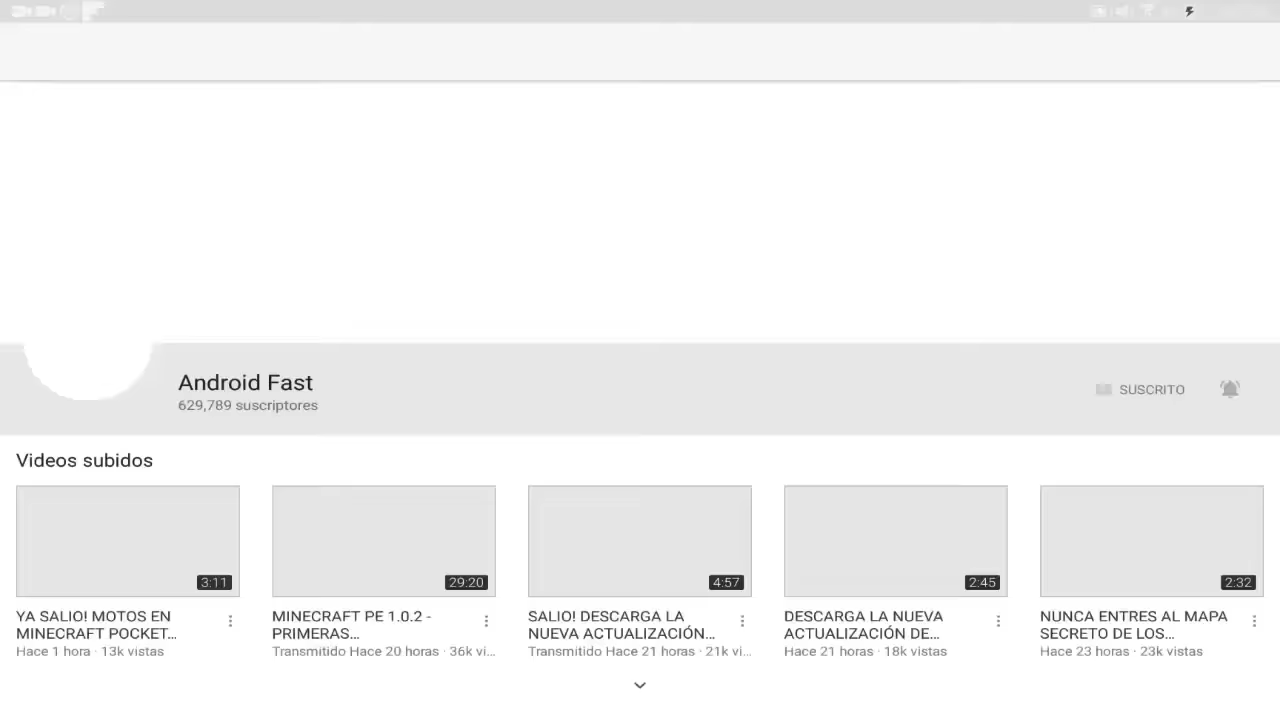 Android Fast
629,789 suscriptores
SUSCRITO
Videos subidos
3:11
29:20
4:57
2:45
2:32
YA SALIO! MOTOS EN
MINECRAFT POCKET...
Hace 1 hora · 13k vistas
MINECRAFT PE 1.0.2 -
PRIMERAS...
Transmitido Hace 20 horas · 36k vi...
SALIO! DESCARGA LA
NUEVA ACTUALIZACIÓN...
Transmitido Hace 21 horas · 21k vi...
DESCARGA LA NUEVA
ACTUALIZACIÓN DE...
Hace 21 horas · 18k vistas
NUNCA ENTRES AL MAPA
SECRETO DE LOS...
Hace 23 horas · 23k vistas